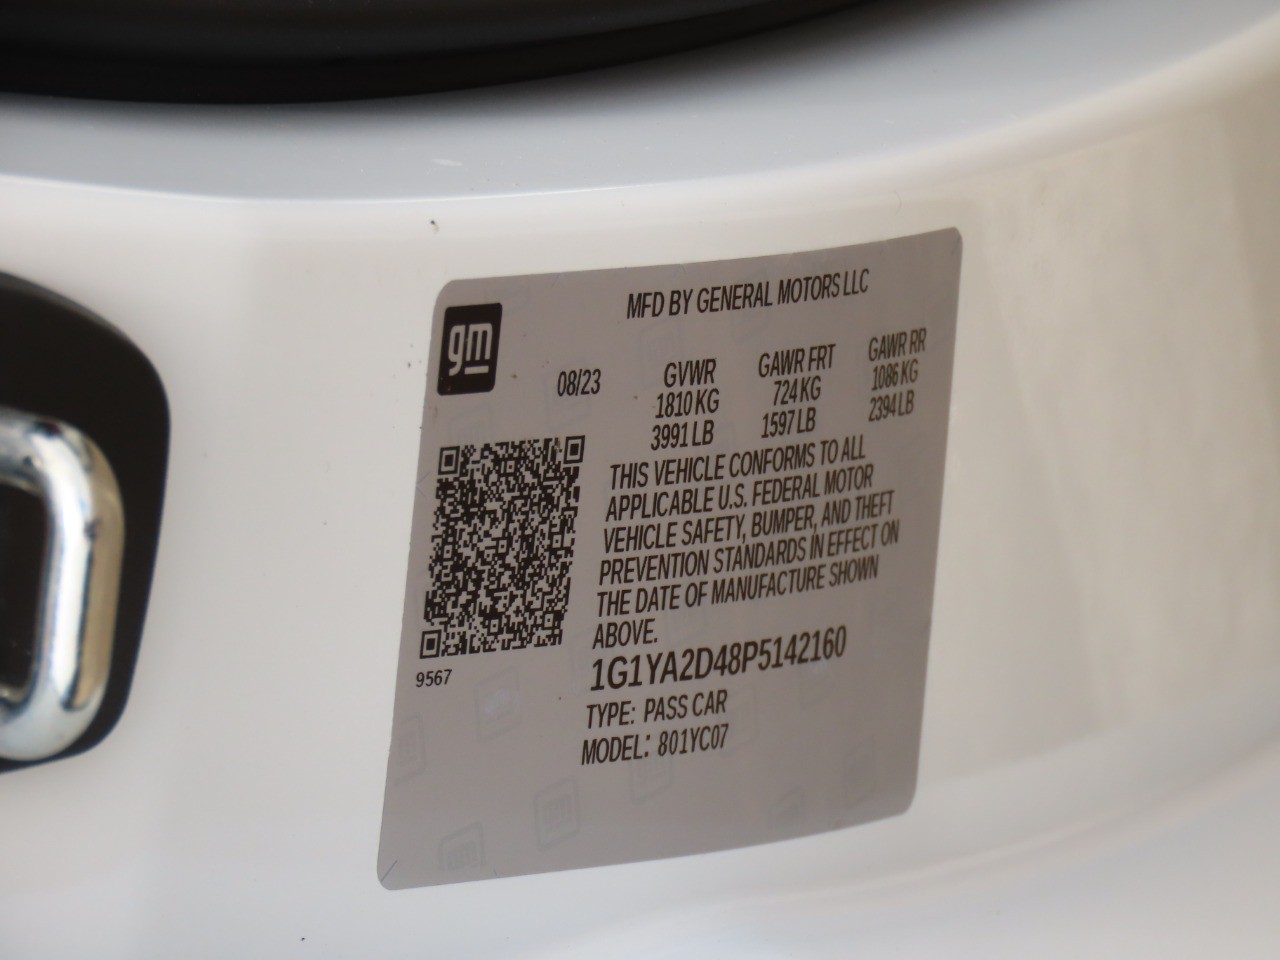 MFD BY GENERAL MOTORS LLC
gm
08/23 GVWR GAWR FRT GAWR RR
1810 KG 724 KG 1086 KG
3991 LB 1597 LB 2394 LB
THIS VEHICLE CONFORMS TO ALL
APPLICABLE U.S. FEDERAL MOTOR
VEHICLE SAFETY, BUMPER, AND THEFT
PREVENTION STANDARDS IN EFFECT ON
THE DATE OF MANUFACTURE SHOWN
ABOVE.
9567
1G1YA2D48P5142160
TYPE: PASS CAR
MODEL: 801YC07